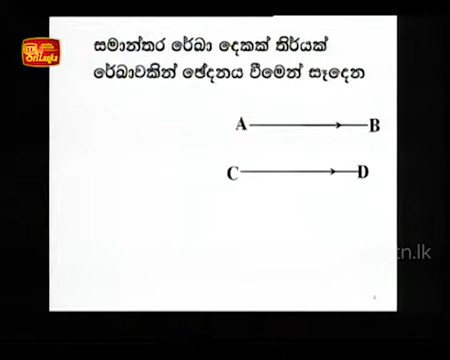 සමාන්තර රේඛා දෙකක් තිර්යක්
රේඛාවකින් ඡේදනය වීමෙන් සෑදෙන
A B
C D